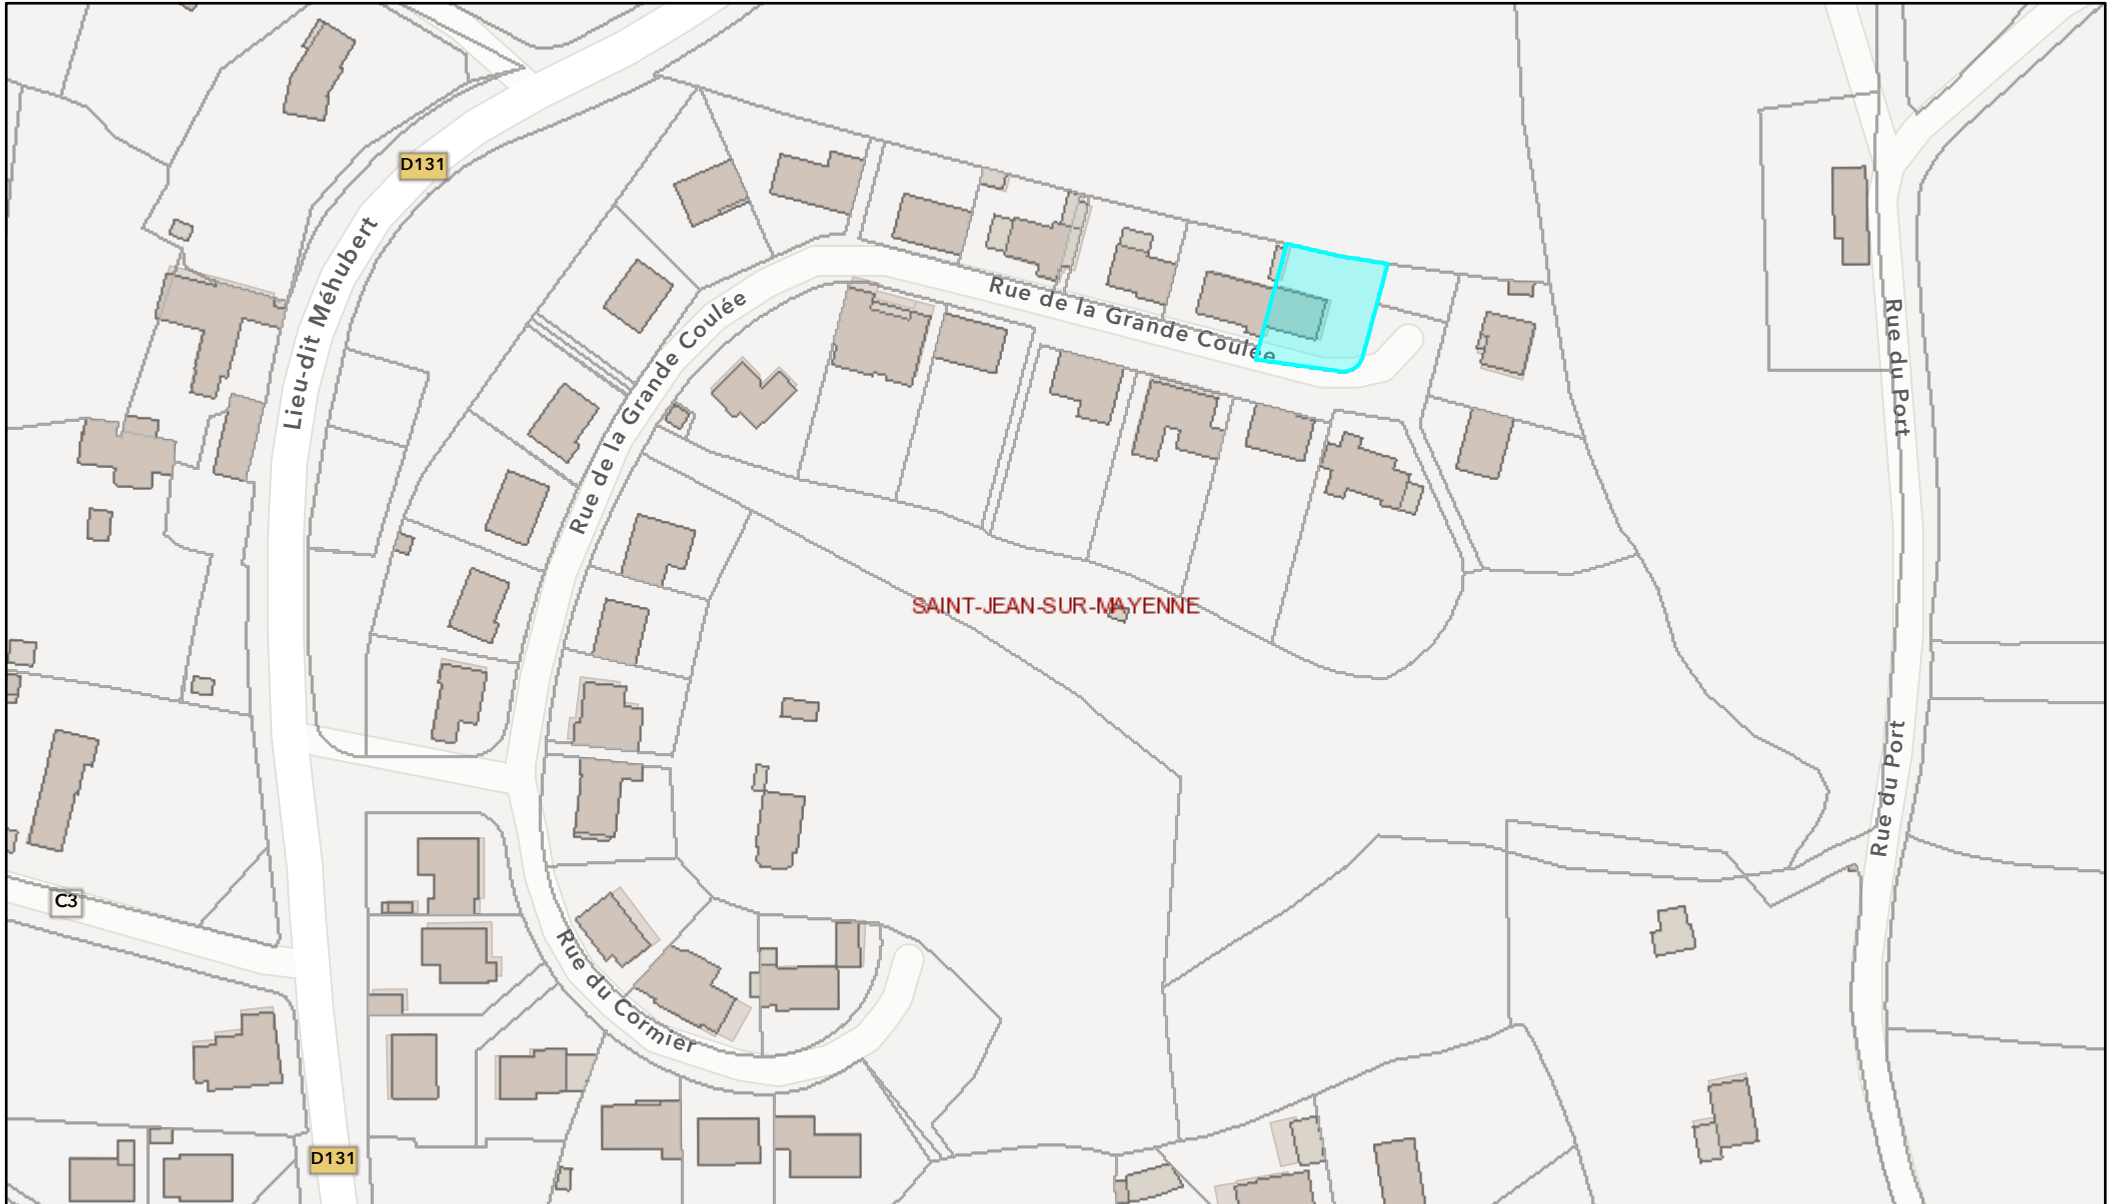 D131
Lieu-dit Méhubert
Rue de la Grande Coulée
Rue de la Grande Coulée
Rue du Port
SAINT-JEAN-SUR-MAYENNE
Rue du Port
C3
Rue du Cormier
D131